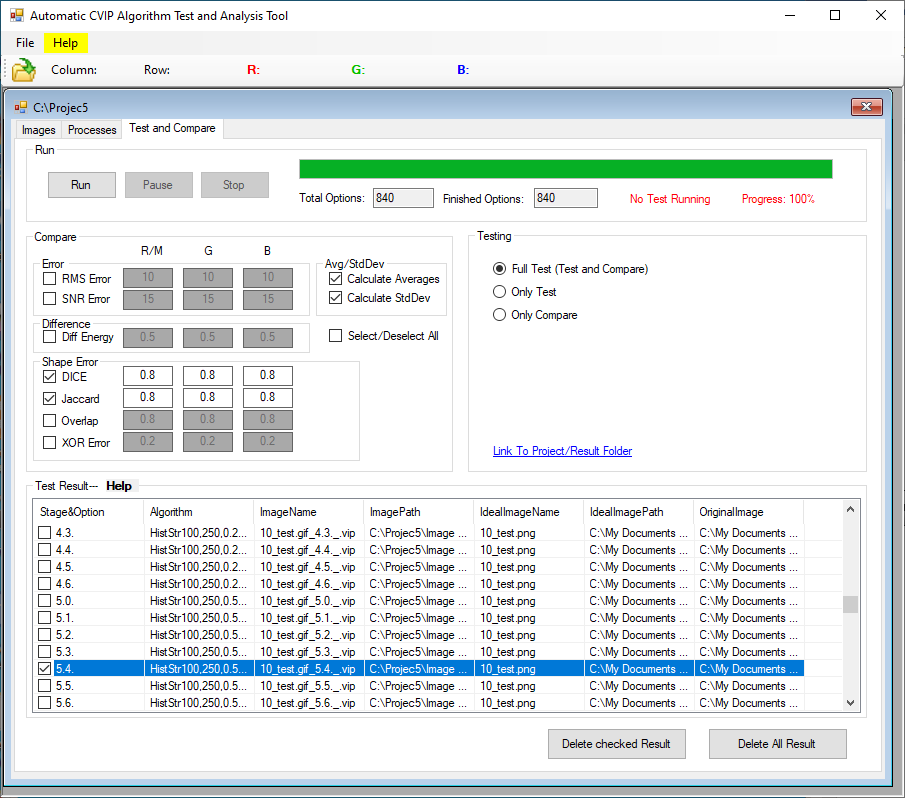 Automatic CVIP Algorithm Test and Analysis Tool
File Help
Column: Row: R: G: B:
C:\Projec5
Images Processes Test and Compare
Run
Run Pause Stop
Total Options: 840 Finished Options: 840 No Test Running Progress: 100%
Compare
R/M G B
Error
RMS Error 10 10 10
SNR Error 15 15 15
Difference
Diff Energy 0.5 0.5 0.5
Shape Error
DICE 0.8 0.8 0.8
Jaccard 0.8 0.8 0.8
Overlap 0.8 0.8 0.8
XOR Error 0.2 0.2 0.2
Avg/StdDev
Calculate Averages
Calculate StdDev
Select/Deselect All
Testing
Full Test (Test and Compare)
Only Test
Only Compare
Link To Project/Result Folder
Test Result--- Help
Stage&Option Algorithm ImageName ImagePath IdealImageName IdealImagePath OriginalImage
4.3. HistStr100,250,0.2... 10_test.gif_4.3._.vip C:\Projec5\Image ... 10_test.png C:\My Documents ... C:\My Documents ...
4.4. HistStr100,250,0.2... 10_test.gif_4.4._.vip C:\Projec5\Image ... 10_test.png C:\My Documents ... C:\My Documents ...
4.5. HistStr100,250,0.2... 10_test.gif_4.5._.vip C:\Projec5\Image ... 10_test.png C:\My Documents ... C:\My Documents ...
4.6. HistStr100,250,0.2... 10_test.gif_4.6._.vip C:\Projec5\Image ... 10_test.png C:\My Documents ... C:\My Documents ...
5.0. HistStr100,250,0.5... 10_test.gif_5.0._.vip C:\Projec5\Image ... 10_test.png C:\My Documents ... C:\My Documents ...
5.1. HistStr100,250,0.5... 10_test.gif_5.1._.vip C:\Projec5\Image ... 10_test.png C:\My Documents ... C:\My Documents ...
5.2. HistStr100,250,0.5... 10_test.gif_5.2._.vip C:\Projec5\Image ... 10_test.png C:\My Documents ... C:\My Documents ...
5.3. HistStr100,250,0.5... 10_test.gif_5.3._.vip C:\Projec5\Image ... 10_test.png C:\My Documents ... C:\My Documents ...
5.4. HistStr100,250,0.5... 10_test.gif_5.4._.vip C:\Projec5\Image ... 10_test.png C:\My Documents ... C:\My Documents ...
5.5. HistStr100,250,0.5... 10_test.gif_5.5._.vip C:\Projec5\Image ... 10_test.png C:\My Documents ... C:\My Documents ...
5.6. HistStr100,250,0.5... 10_test.gif_5.6._.vip C:\Projec5\Image ... 10_test.png C:\My Documents ... C:\My Documents ...
Delete checked Result Delete All Result